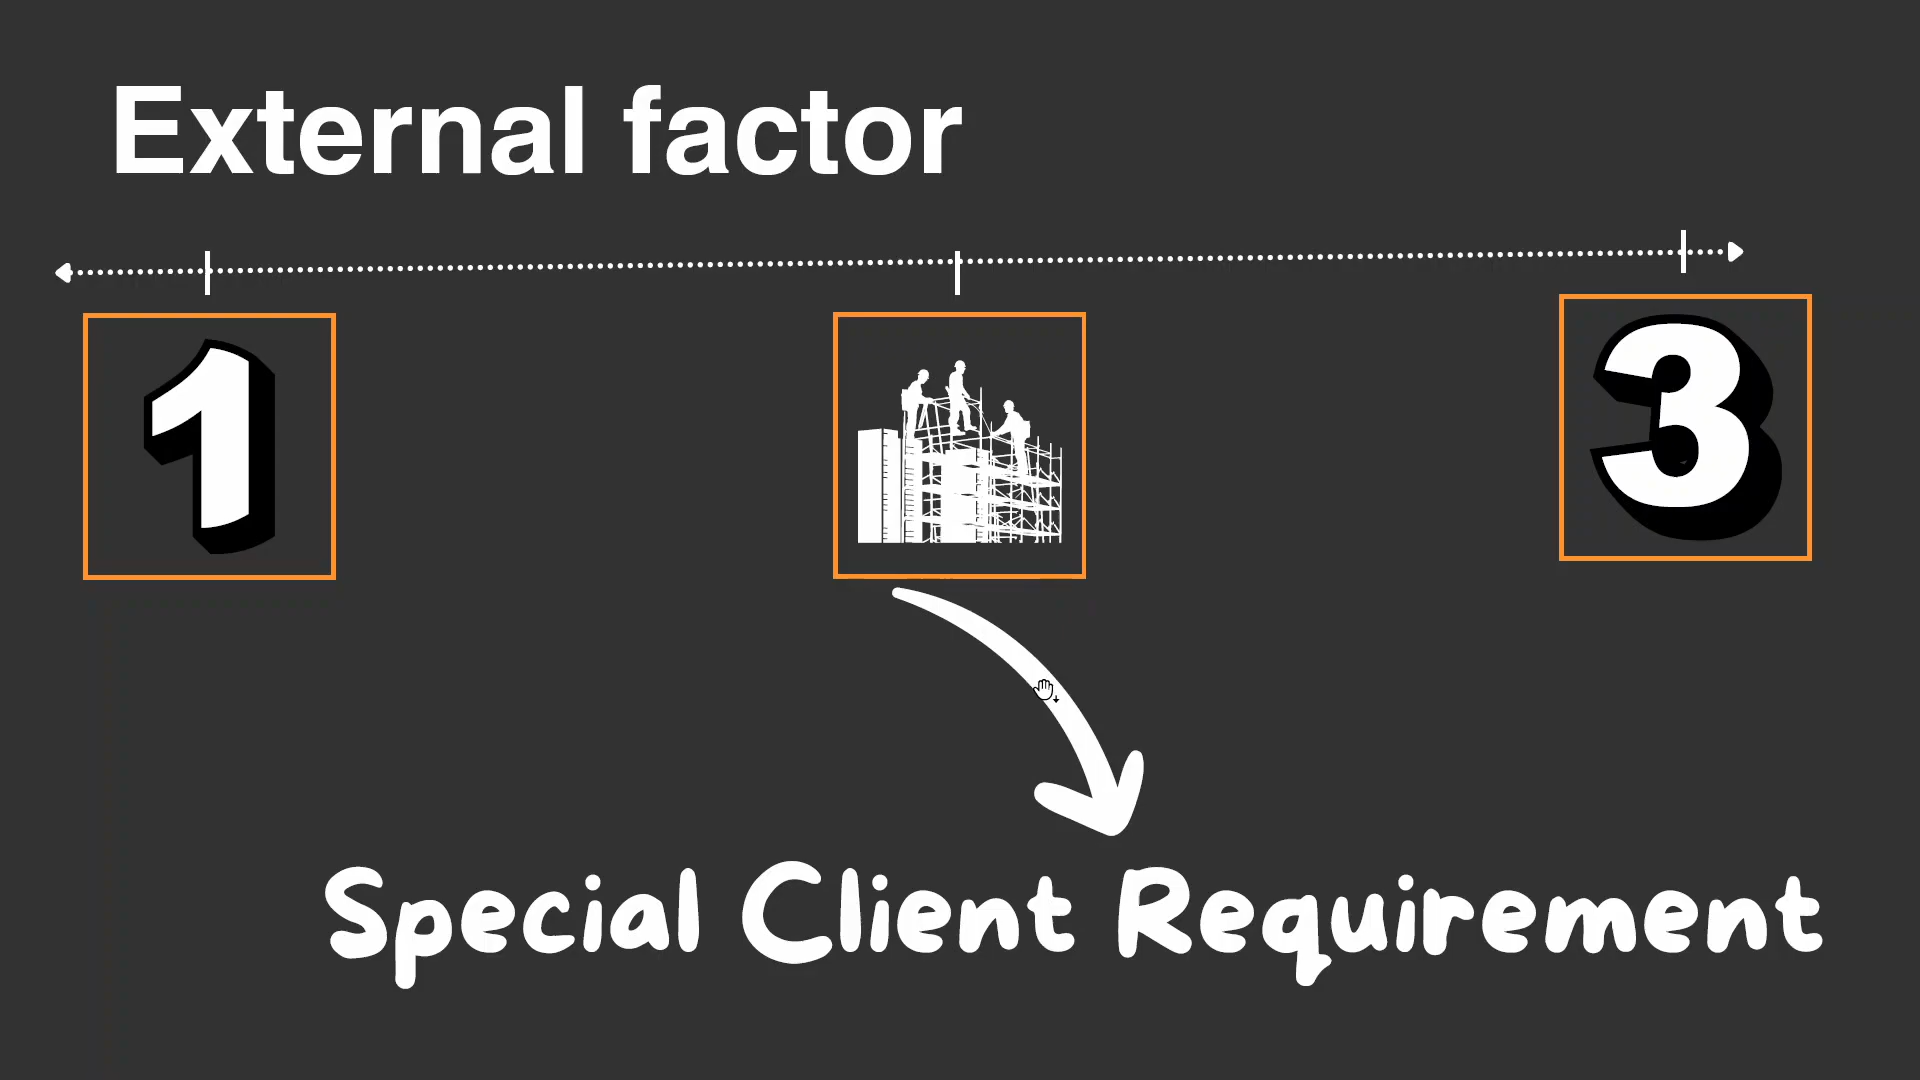 External factor
1
3
Special Client Requirement